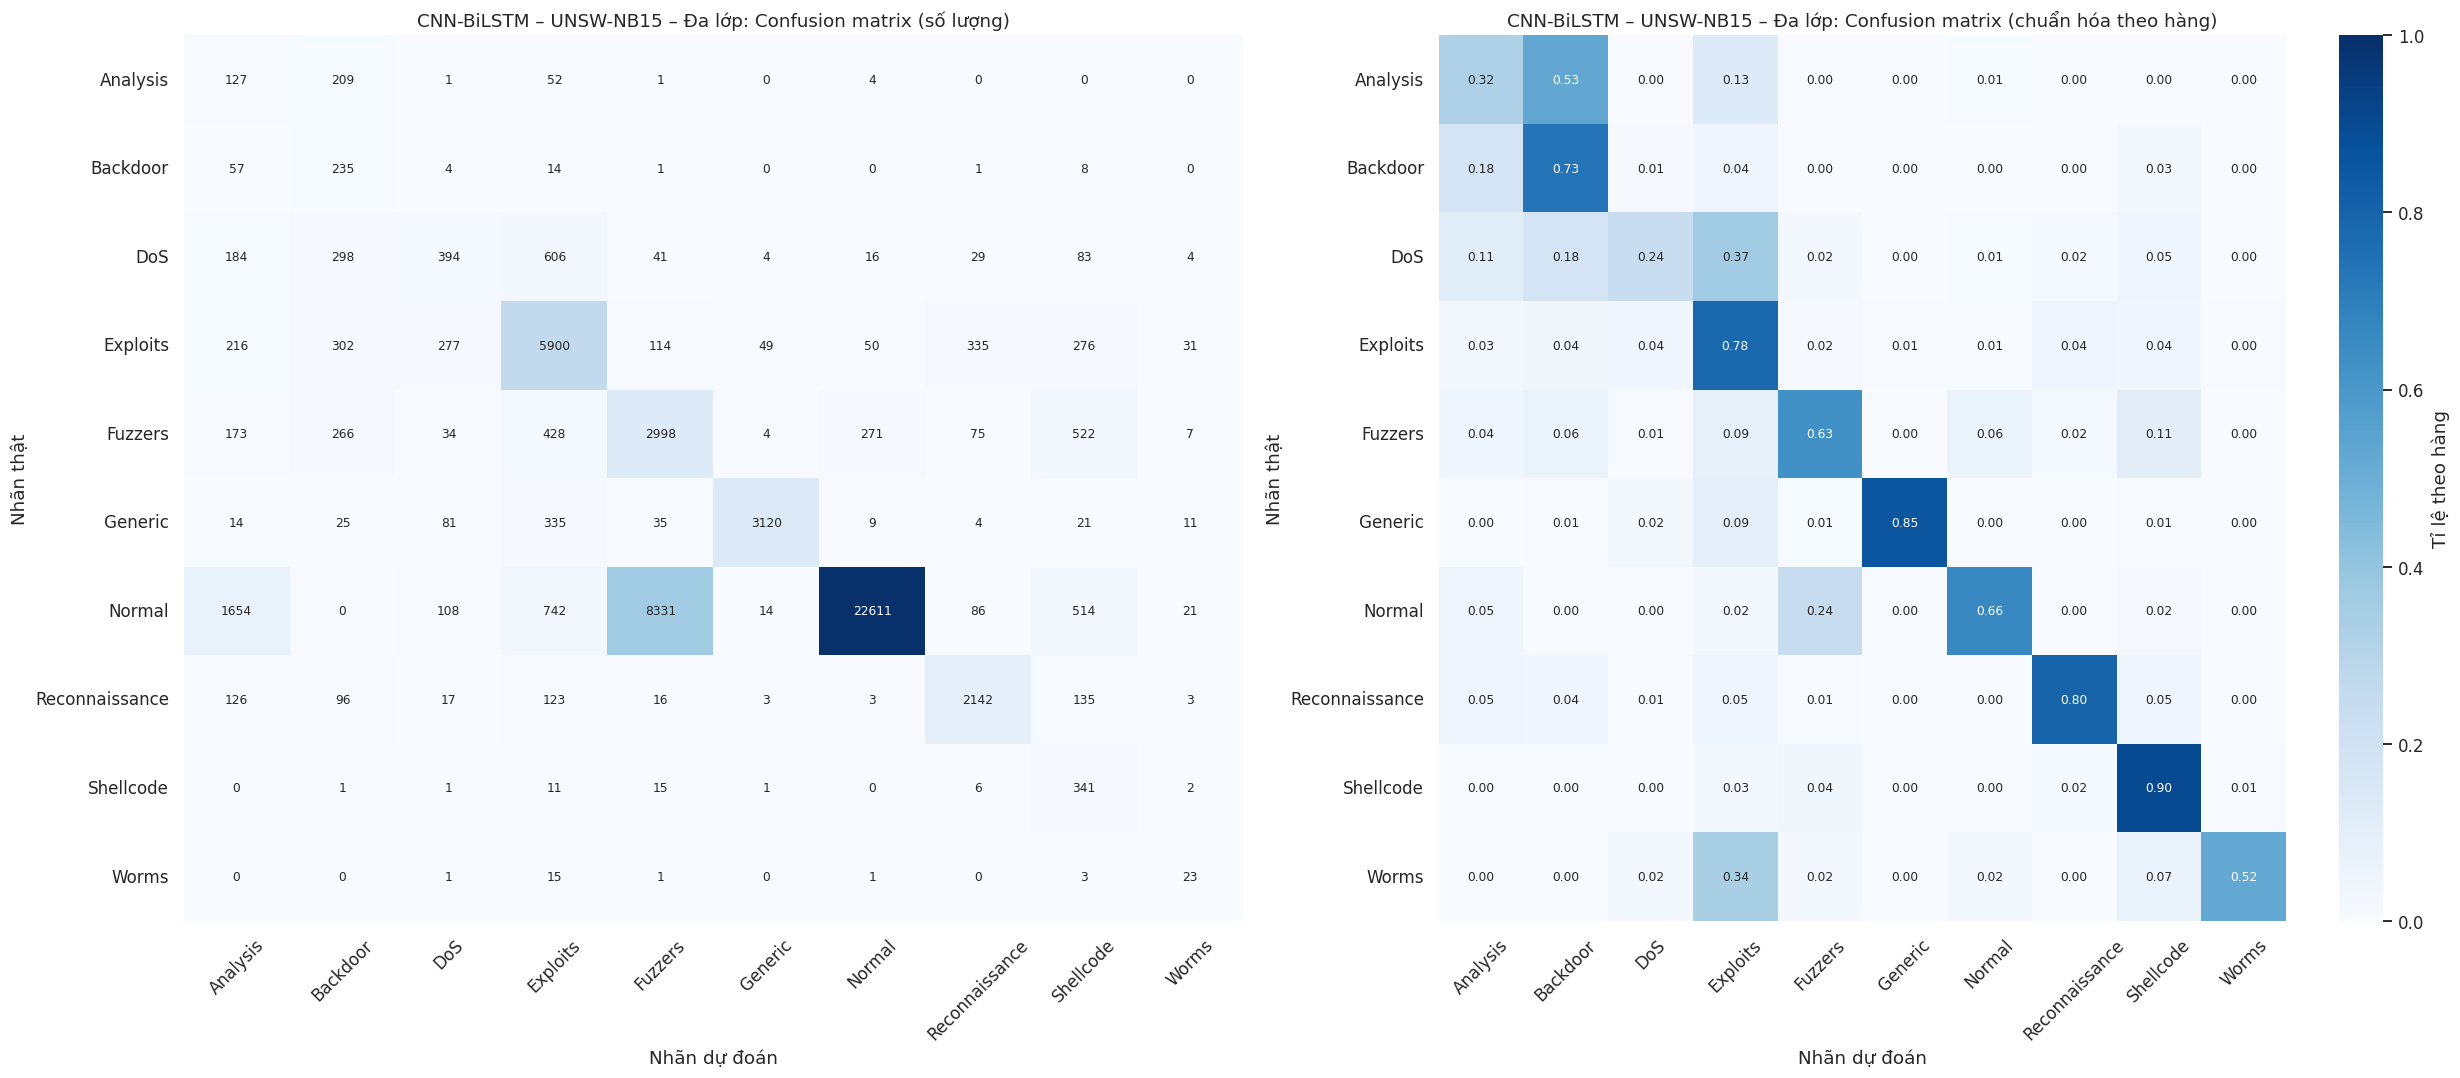 CNN-BiLSTM – UNSW-NB15 – Đa lớp: Confusion matrix (số lượng)
Nhãn thật
Analysis 127 209 1 52 1 0 4 0 0 0
Backdoor 57 235 4 14 1 0 0 1 8 0
DoS 184 298 394 606 41 4 16 29 83 4
Exploits 216 302 277 5900 114 49 50 335 276 31
Fuzzers 173 266 34 428 2998 4 271 75 522 7
Generic 14 25 81 335 35 3120 9 4 21 11
Normal 1654 0 108 742 8331 14 22611 86 514 21
Reconnaissance 126 96 17 123 16 3 3 2142 135 3
Shellcode 0 1 1 11 15 1 0 6 341 2
Worms 0 0 1 15 1 0 1 0 3 23
Analysis Backdoor DoS Exploits Fuzzers Generic Normal Reconnaissance Shellcode Worms
Nhãn dự đoán
CNN-BiLSTM – UNSW-NB15 – Đa lớp: Confusion matrix (chuẩn hóa theo hàng)
Nhãn thật
Analysis 0.32 0.53 0.00 0.13 0.00 0.00 0.01 0.00 0.00 0.00
Backdoor 0.18 0.73 0.01 0.04 0.00 0.00 0.00 0.00 0.03 0.00
DoS 0.11 0.18 0.24 0.37 0.02 0.00 0.01 0.02 0.05 0.00
Exploits 0.03 0.04 0.04 0.78 0.02 0.01 0.01 0.04 0.04 0.00
Fuzzers 0.04 0.06 0.01 0.09 0.63 0.00 0.06 0.02 0.11 0.00
Generic 0.00 0.01 0.02 0.09 0.01 0.85 0.00 0.00 0.01 0.00
Normal 0.05 0.00 0.00 0.02 0.24 0.00 0.66 0.00 0.02 0.00
Reconnaissance 0.05 0.04 0.01 0.05 0.01 0.00 0.00 0.80 0.05 0.00
Shellcode 0.00 0.00 0.00 0.03 0.04 0.00 0.00 0.02 0.90 0.01
Worms 0.00 0.00 0.02 0.34 0.02 0.00 0.02 0.00 0.07 0.52
Analysis Backdoor DoS Exploits Fuzzers Generic Normal Reconnaissance Shellcode Worms
Nhãn dự đoán
1.0
0.8
0.6
0.4
0.2
0.0
Tỉ lệ theo hàng